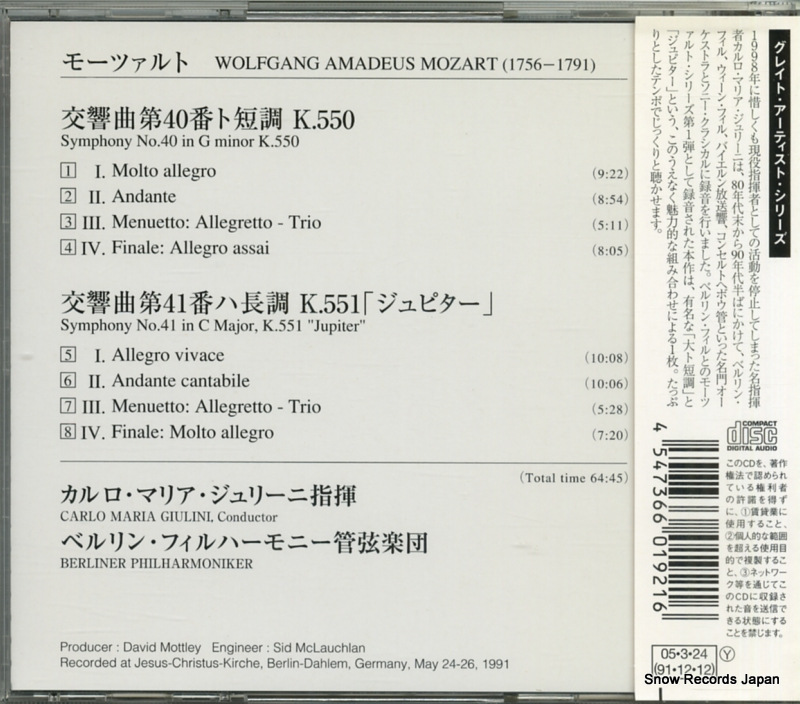 モーツァルト WOLFGANG AMADEUS MOZART (1756–1791)
交響曲第40番ト短調 K.550
Symphony No.40 in G minor K.550
1 I. Molto allegro (9:22)
2 II. Andante (8:54)
3 III. Menuetto: Allegretto - Trio (5:11)
4 IV. Finale: Allegro assai (8:05)
交響曲第41番ハ長調 K.551「ジュピター」
Symphony No.41 in C Major, K.551 "Jupiter"
5 I. Allegro vivace (10:08)
6 II. Andante cantabile (10:06)
7 III. Menuetto: Allegretto - Trio (5:28)
8 IV. Finale: Molto allegro (7:20)
(Total time 64:45)
カルロ・マリア・ジュリーニ指揮
CARLO MARIA GIULINI, Conductor
ベルリン・フィルハーモニー管弦楽団
BERLINER PHILHARMONIKER
Producer : David Mottley Engineer : Sid McLauchlan
Recorded at Jesus-Christus-Kirche, Berlin-Dahlem, Germany, May 24-26, 1991
グレイト・アーティスト・シリーズ
1998年に惜しくも現役指揮者としての活動を停止してしまった名指揮
者カルロ・マリア・ジュリーニは、80年代末から90年代半ばにかけて、ベルリン・
フィル、ウィーン・フィル、バイエルン放送響、コンセルトヘボウ管といった名門オー
ケストラとソニー・クラシカルに録音を行いました。ベルリン・フィルとのモーツ
ァルト・シリーズ第1弾として録音された本作は、有名な「大ト短調」と
「ジュピター」という、このうえなく魅力的な組み合わせによる1枚。たっぷ
りとしたテンポでじっくりと聴かせます。
COMPACT
disc
DIGITAL AUDIO
4 547366 019216
このCDを、著作
権法で認められ
ている権利者
の許諾を得ず
に、①賃貸業に
使用すること、
②個人的な範囲
を超える使用目
的で複製するこ
と、③ネットワー
ク等を通じてこ
のCDに収録され
た音を送信で
きる状態にする
ことを禁じます。
05・3・24
(91・12・12)
Y
Snow Records Japan